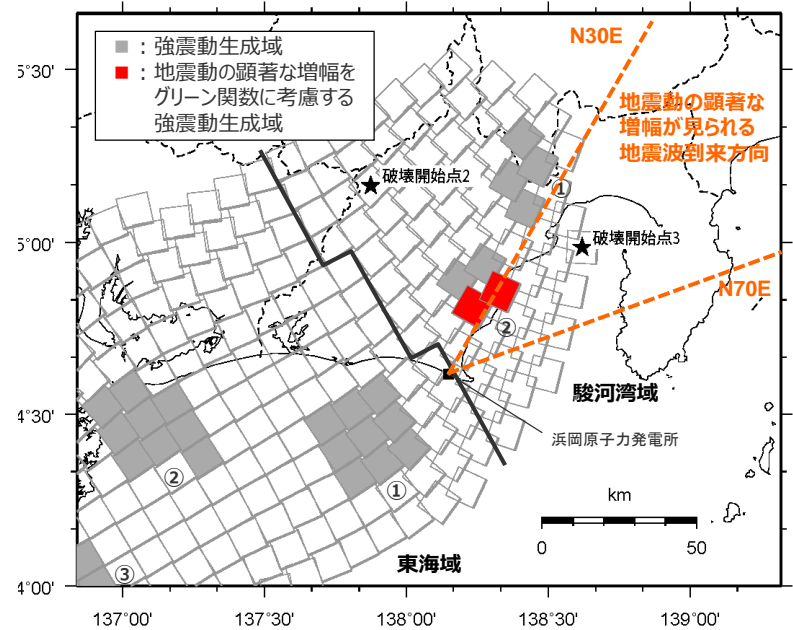 ：強震動生成域
：地震動の顕著な増幅を
グリーン関数に考慮する
強震動生成域
N30E
地震動の顕著な
増幅が見られる
地震波到来方向
破壊開始点2
①
破壊開始点3
N70E
②
駿河湾域
浜岡原子力発電所
②
①
③
東海域
km
0
50
5°30'
5°00'
4°30'
4°00'
137°00'
137°30'
138°00'
138°30'
139°00'